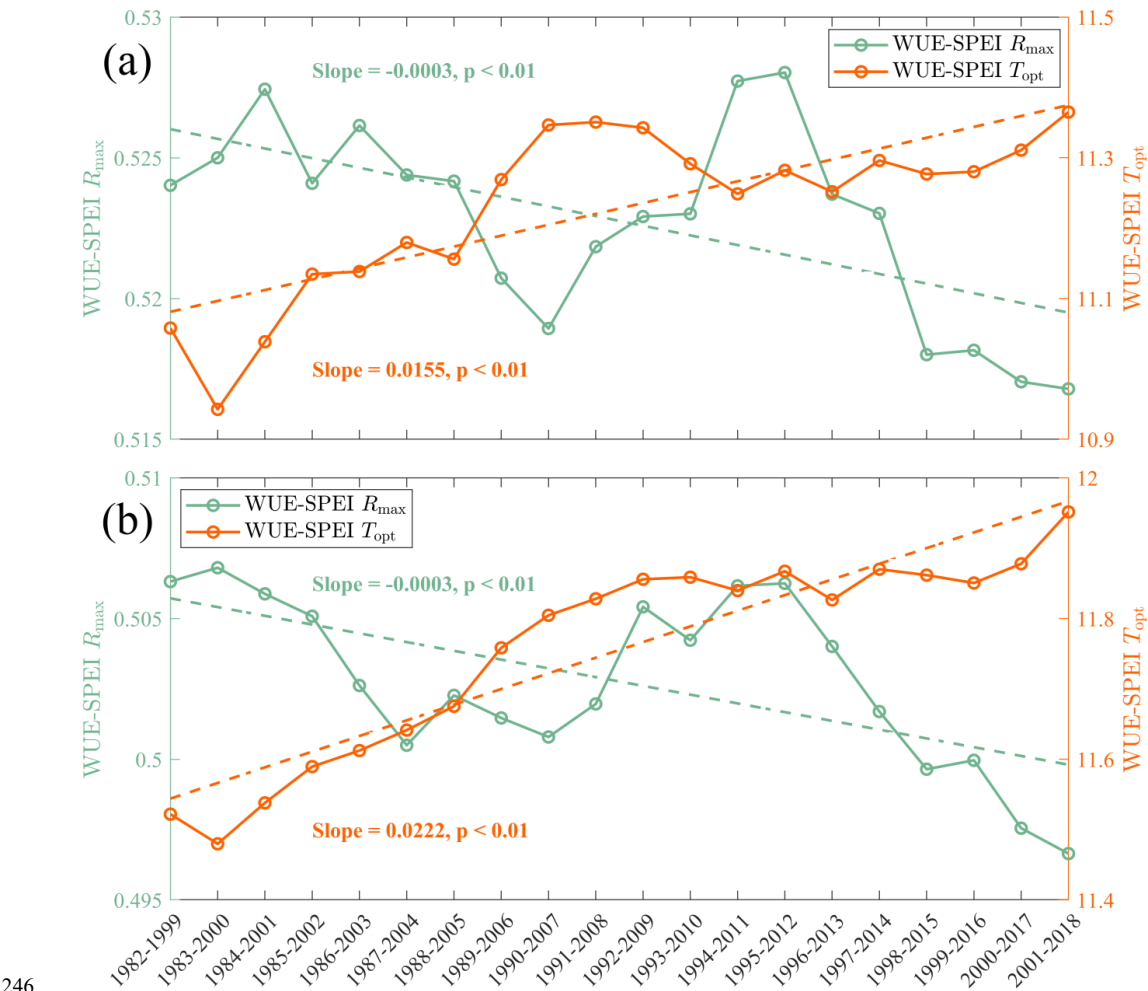 0.53
11.5
(a)
WUE-SPEI Rmax
WUE-SPEI Topt
Slope = -0.0003, p < 0.01
0.525
11.3
WUE-SPEI Rmax
WUE-SPEI Topt
0.52
11.1
Slope = 0.0155, p < 0.01
0.515
10.9
0.51
12
(b)
WUE-SPEI Rmax
WUE-SPEI Topt
Slope = -0.0003, p < 0.01
0.505
11.8
WUE-SPEI Rmax
WUE-SPEI Topt
0.5
11.6
Slope = 0.0222, p < 0.01
0.495
11.4
1982-1999
1983-2000
1984-2001
1985-2002
1986-2003
1987-2004
1988-2005
1989-2006
1990-2007
1991-2008
1992-2009
1993-2010
1994-2011
1995-2012
1996-2013
1997-2014
1998-2015
1999-2016
2000-2017
2001-2018
246